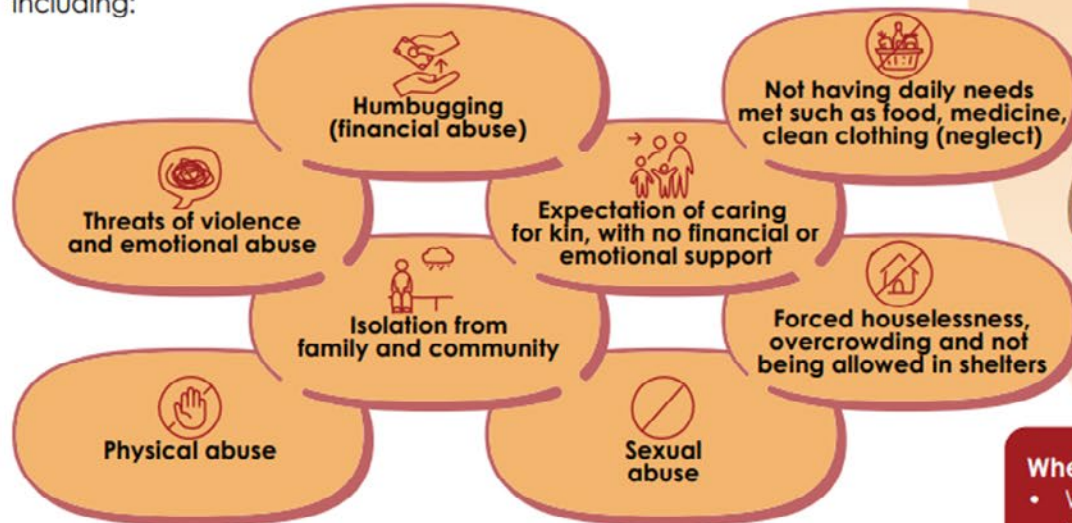 including:
Humbugging
(financial abuse)
Not having daily needs
met such as food, medicine,
clean clothing (neglect)
Threats of violence
and emotional abuse
Expectation of caring
for kin, with no financial or
emotional support
Isolation from
family and community
Forced houselessness,
overcrowding and not
being allowed in shelters
Physical abuse
Sexual
abuse